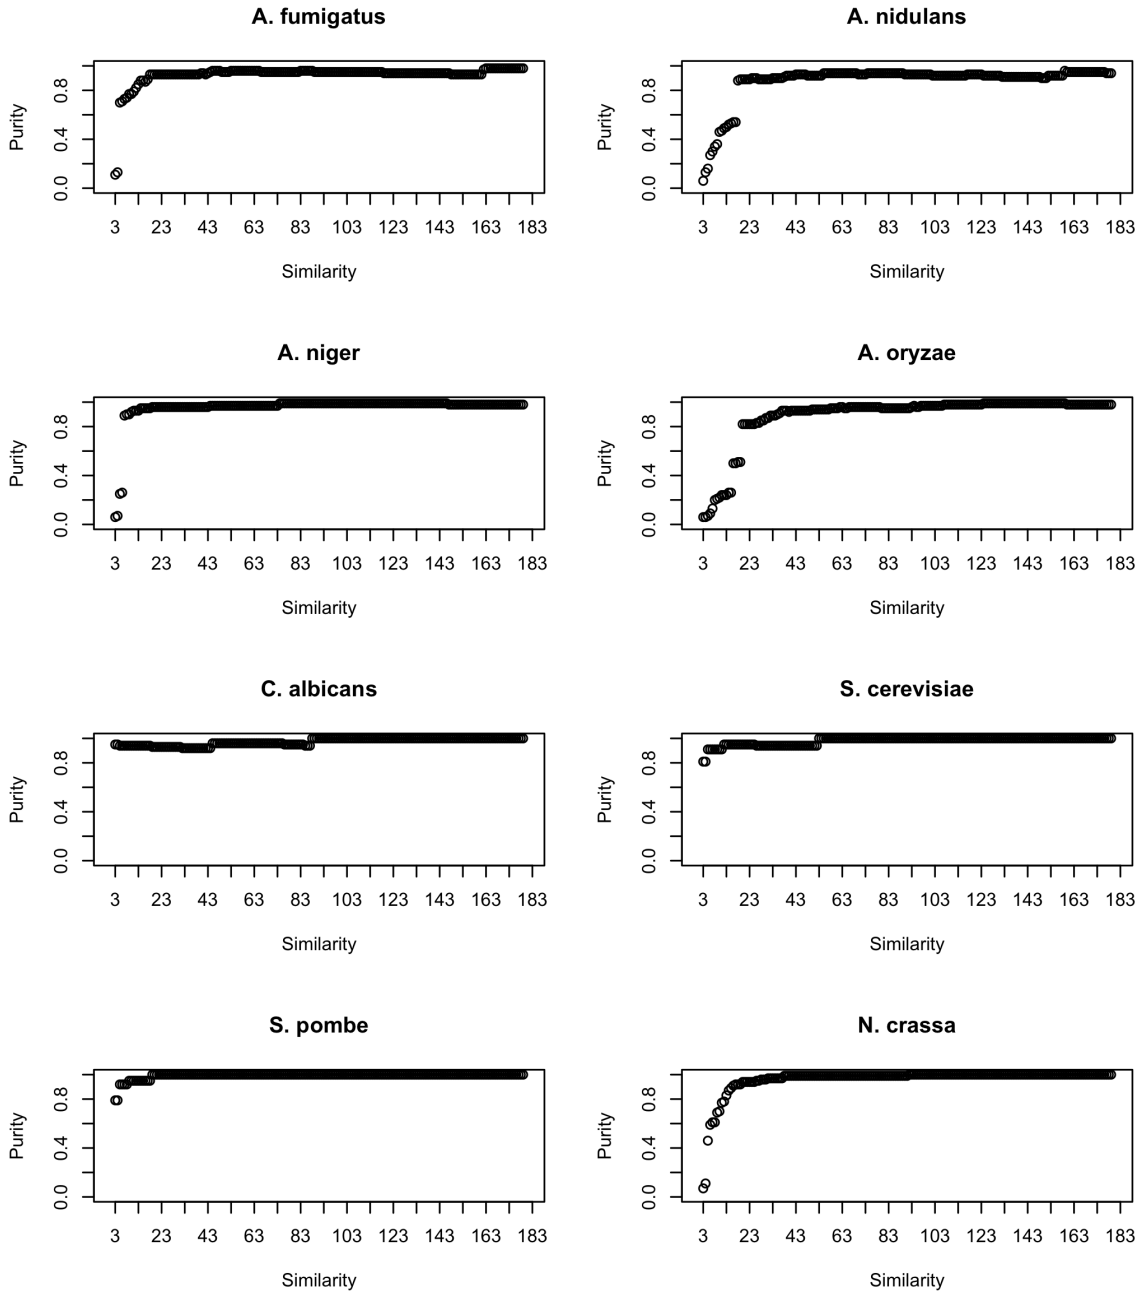 A. fumigatus
Purity
0.0 0.4 0.8
3 23 43 63 83 103 123 143 163 183
Similarity
A. nidulans
Purity
0.0 0.4 0.8
3 23 43 63 83 103 123 143 163 183
Similarity
A. niger
Purity
0.0 0.4 0.8
3 23 43 63 83 103 123 143 163 183
Similarity
A. oryzae
Purity
0.0 0.4 0.8
3 23 43 63 83 103 123 143 163 183
Similarity
C. albicans
Purity
0.0 0.4 0.8
3 23 43 63 83 103 123 143 163 183
Similarity
S. cerevisiae
Purity
0.0 0.4 0.8
3 23 43 63 83 103 123 143 163 183
Similarity
S. pombe
Purity
0.0 0.4 0.8
3 23 43 63 83 103 123 143 163 183
Similarity
N. crassa
Purity
0.0 0.4 0.8
3 23 43 63 83 103 123 143 163 183
Similarity